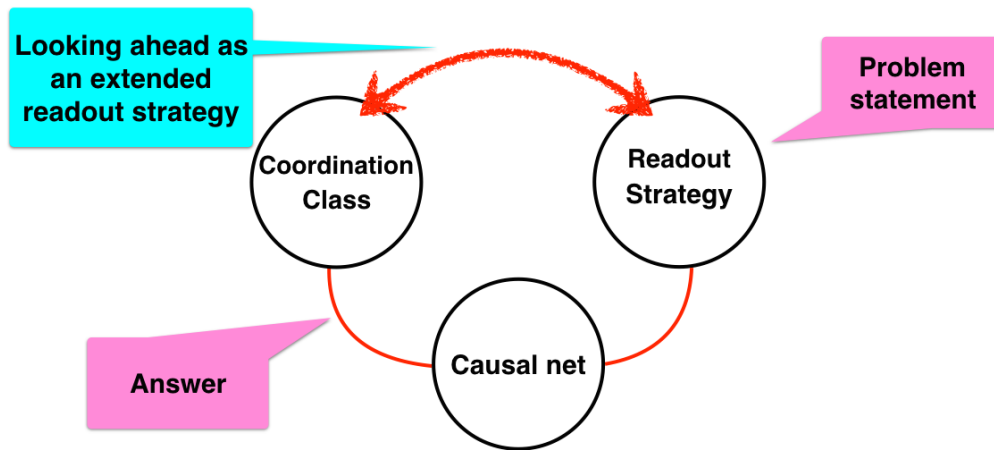 Looking ahead as
an extended
readout strategy
Problem
statement
Coordination
Class
Readout
Strategy
Answer
Causal net